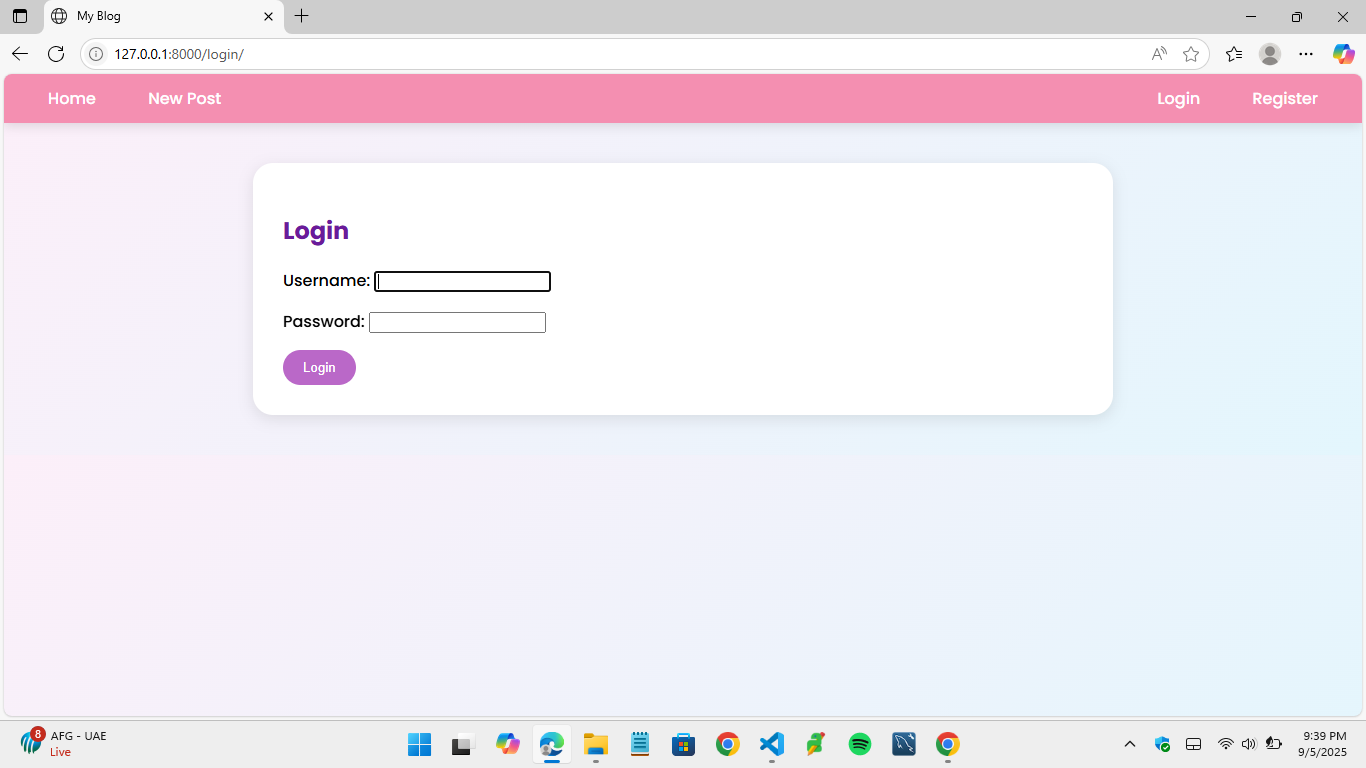 My Blog
127.0.0.1:8000/login/
Home New Post Login Register
Login
Username:
Password:
Login
8 AFG - UAE
Live
9:39 PM
9/5/2025